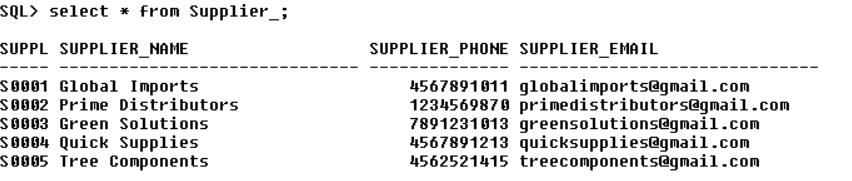 SQL> select * from Supplier_;
SUPPL SUPPLIER_NAME                  SUPPLIER_PHONE SUPPLIER_EMAIL
----- ------------------------------ -------------- ------------------------------
S0001 Global Imports                     4567891011 globalimports@gmail.com
S0002 Prime Distributors                 1234569870 primedistributors@gmail.com
S0003 Green Solutions                    7891231013 greensolutions@gmail.com
S0004 Quick Supplies                     4567891213 quicksupplies@gmail.com
S0005 Tree Components                    4562521415 treecomponents@gmail.com